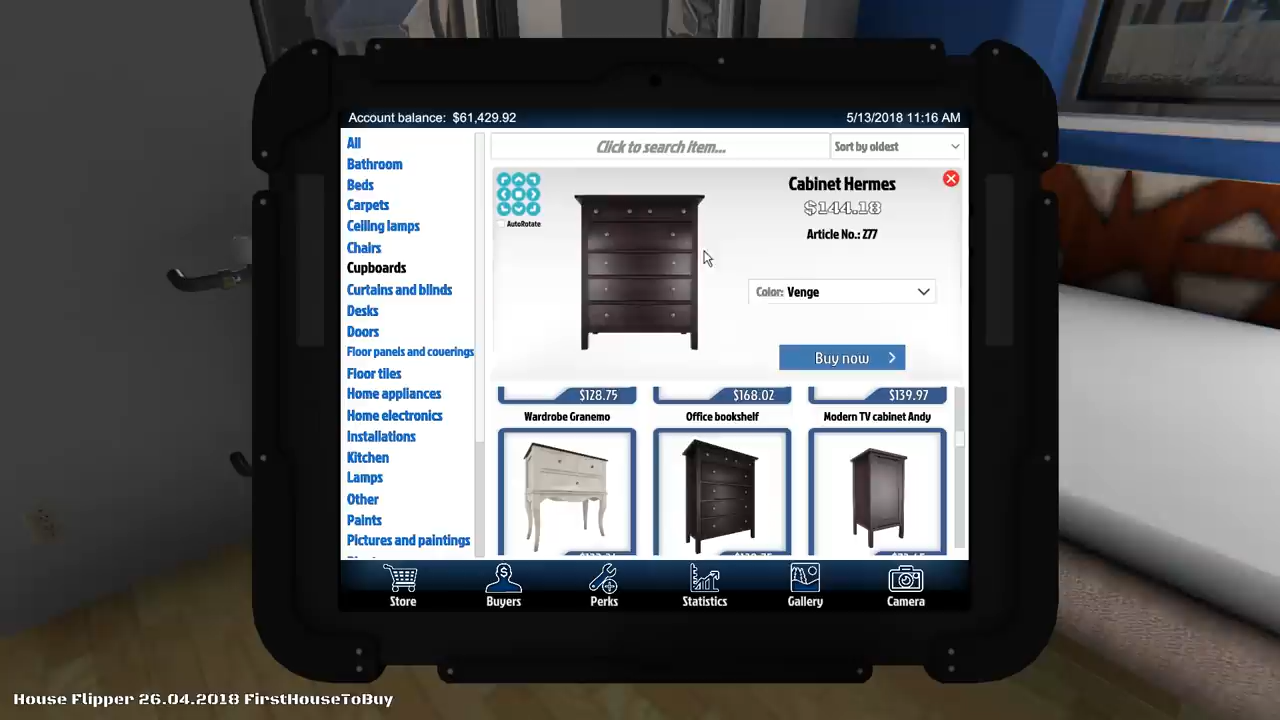 Account balance: $61,429.92
5/13/2018 11:16 AM
All
Bathroom
Beds
Carpets
Ceiling lamps
Chairs
Cupboards
Curtains and blinds
Desks
Doors
Floor panels and coverings
Floor tiles
Home appliances
Home electronics
Installations
Kitchen
Lamps
Other
Paints
Pictures and paintings
Click to search item...
Sort by oldest
AutoRotate
Cabinet Hermes
$144.18
Article No.: 277
Color: Venge
Buy now
$128.75
$168.02
$139.97
Wardrobe Granemo
Office bookshelf
Modern TV cabinet Andy
Store
Buyers
Perks
Statistics
Gallery
Camera
House Flipper 26.04.2018 FirstHouseToBuy